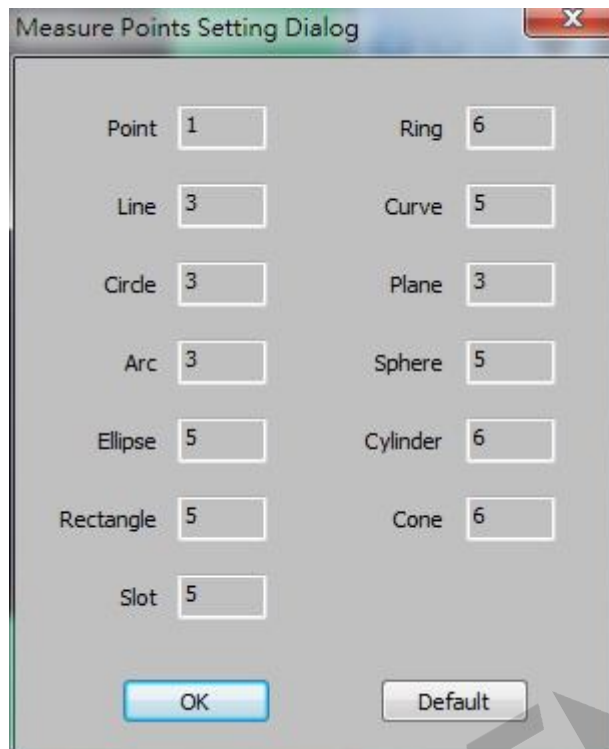 Measure Points Setting Dialog
Point 1 Ring 6
Line 3 Curve 5
Circle 3 Plane 3
Arc 3 Sphere 5
Ellipse 5 Cylinder 6
Rectangle 5 Cone 6
Slot 5
OK Default